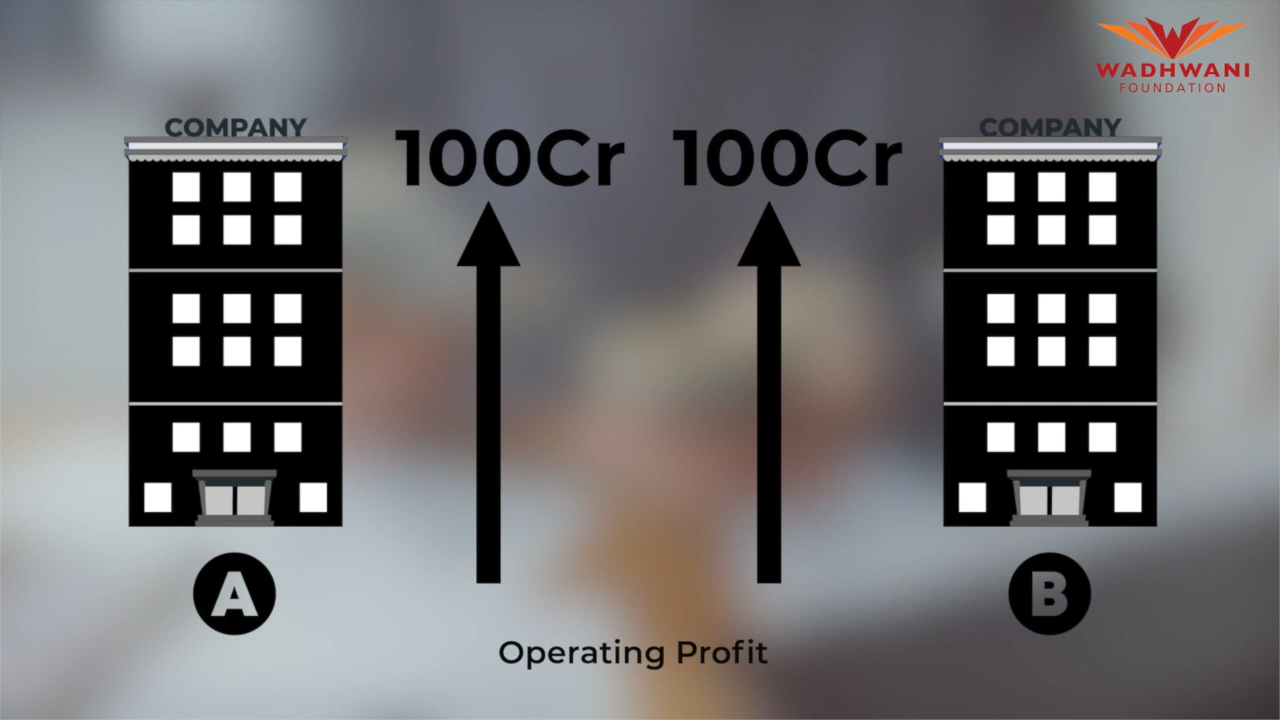 WADHWANI
FOUNDATION
COMPANY
100Cr
100Cr
COMPANY
A
B
Operating Profit